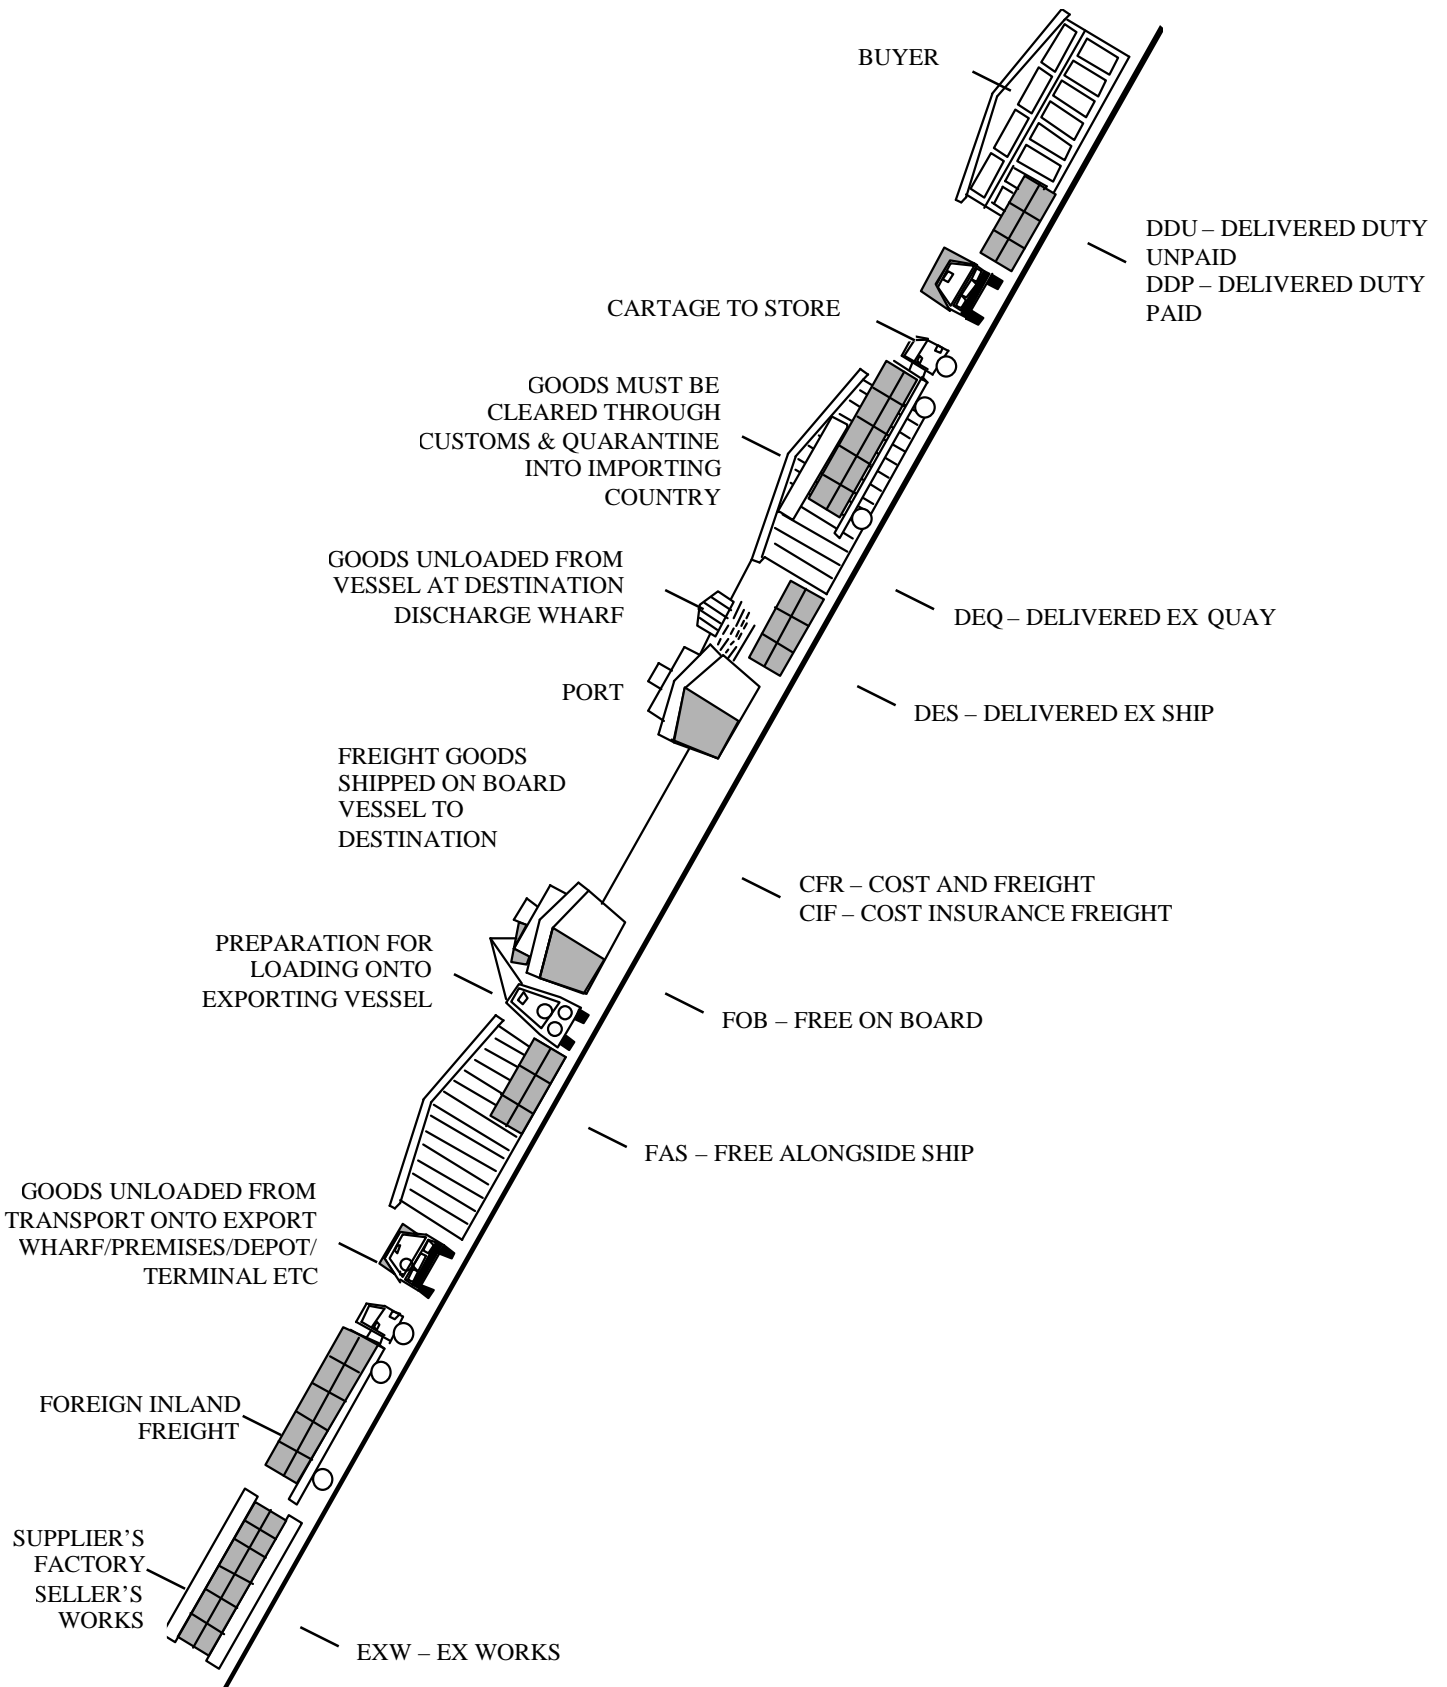 BUYER
DDU – DELIVERED DUTY
UNPAID
DDP – DELIVERED DUTY
PAID
CARTAGE TO STORE
GOODS MUST BE
CLEARED THROUGH
CUSTOMS & QUARANTINE
INTO IMPORTING
COUNTRY
GOODS UNLOADED FROM
VESSEL AT DESTINATION
DISCHARGE WHARF
DEQ – DELIVERED EX QUAY
PORT
DES – DELIVERED EX SHIP
FREIGHT GOODS
SHIPPED ON BOARD
VESSEL TO
DESTINATION
CFR – COST AND FREIGHT
CIF – COST INSURANCE FREIGHT
PREPARATION FOR
LOADING ONTO
EXPORTING VESSEL
FOB – FREE ON BOARD
FAS – FREE ALONGSIDE SHIP
GOODS UNLOADED FROM
TRANSPORT ONTO EXPORT
WHARF/PREMISES/DEPOT/
TERMINAL ETC
FOREIGN INLAND
FREIGHT
SUPPLIER’S
FACTORY
SELLER’S
WORKS
EXW – EX WORKS